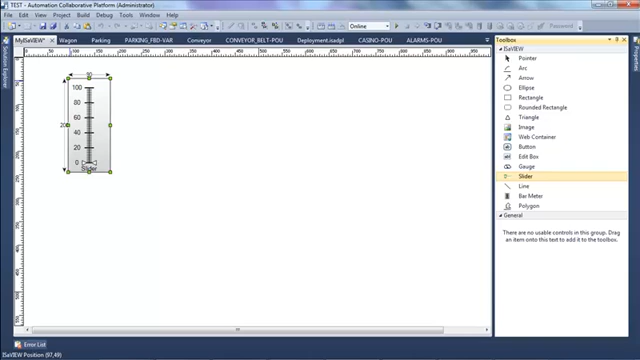 TEST - Automation Collaborative Platform (Administrator)
File Edit View Project Build Debug Tools Window Help
Online Password
MyISaVIEW* Wagon Parking PARKING_FBD-VAR Conveyor CONVEYOR_BELT-POU Deployment.icadpl CASINO-POU ALARMS-POU
Solution Explorer
100
80
60
40
20
0
Slider
Toolbox
ISaVIEW
Pointer
Arc
Arrow
Ellipse
Rectangle
Rounded Rectangle
Triangle
Image
Web Container
Button
Edit Box
Gauge
Slider
Line
Bar Meter
Polygon
General
There are no usable controls in this group. Drag
an item onto this text to add it to the toolbox.
Properties
Error List
ISaVIEW Position (97,49)